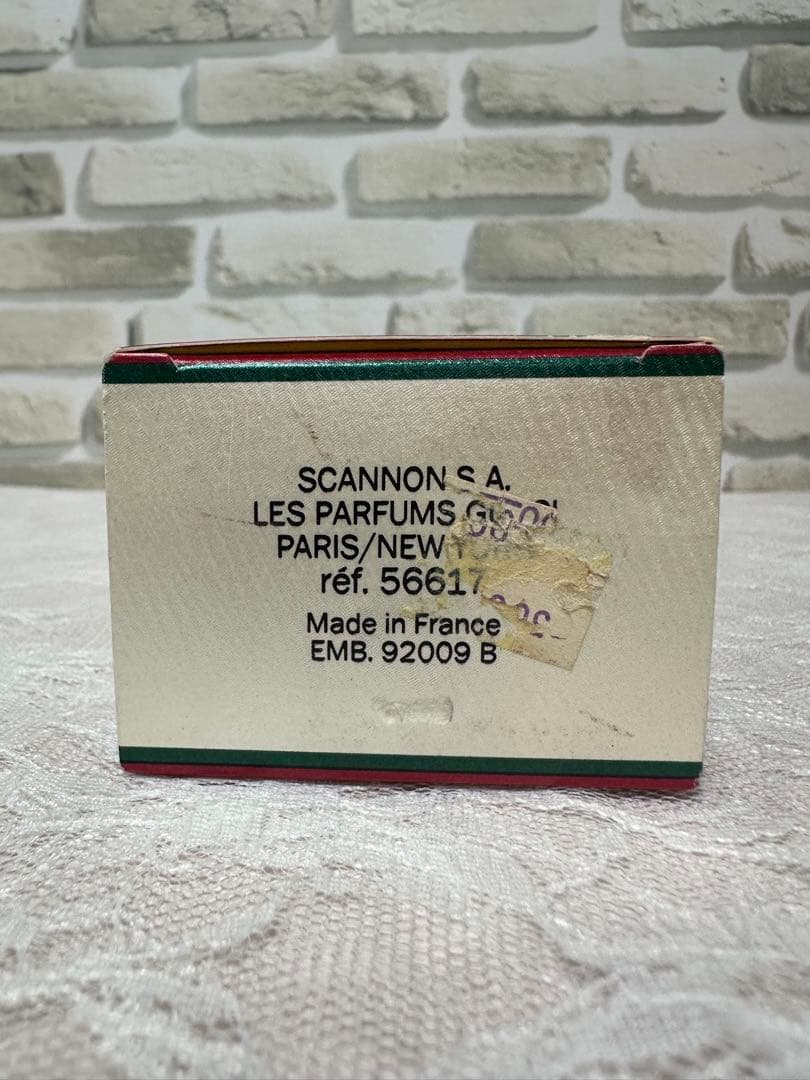 SCANNON S.A.
LES PARFUMS
PARIS/NEW
réf. 56617
Made in France
EMB. 92009 B